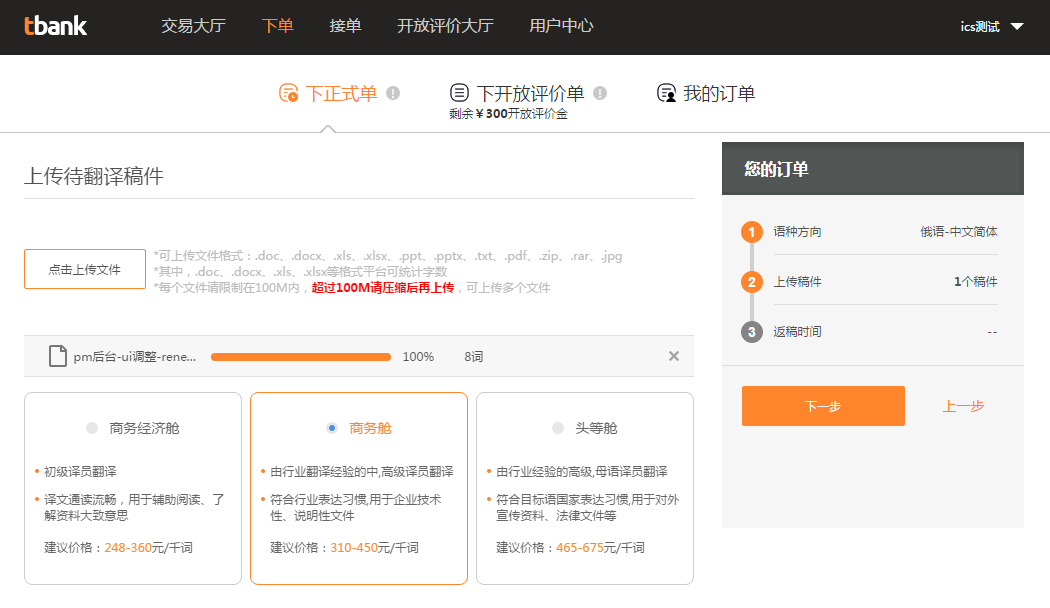 tbank 交易大厅 下单 接单 开放评价大厅 用户中心 ics测试
下正式单 下开放评价单 我的订单
剩余￥300开放评价金
上传待翻译稿件
点击上传文件
*可上传文件格式：.doc、.docx、.xls、.xlsx、.ppt、.pptx、.txt、.pdf、.zip、.rar、.jpg
*其中，.doc、.docx、.xls、.xlsx等格式平台可统计字数
*每个文件请限制在100M内，超过100M请压缩后再上传，可上传多个文件
pm后台-ui调整-rene... 100% 8词
商务经济舱
初级译员翻译
译文通读流畅，用于辅助阅读、了
解资料大致意思
建议价格：248-360元/千词
商务舱
由行业翻译经验的中,高级译员翻译
符合行业表达习惯,用于企业技术
性、说明性文件
建议价格：310-450元/千词
头等舱
由行业经验的高级,母语译员翻译
符合目标语国家表达习惯,用于对外
宣传资料、法律文件等
建议价格：465-675元/千词
您的订单
1 语种方向 俄语-中文简体
2 上传稿件 1个稿件
3 返稿时间 --
下一步 上一步